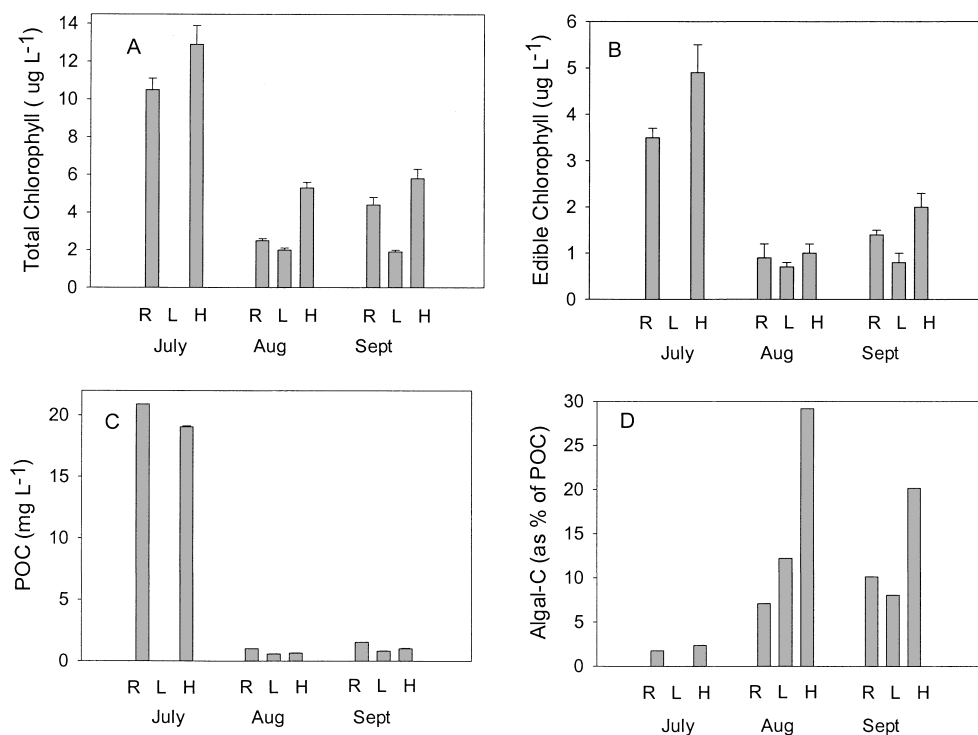 A
Total Chlorophyll ( ug L-1)
14
12
10
8
6
4
2
0
R L H R L H R L H
July Aug Sept
B
Edible Chlorophyll (ug L-1)
6
5
4
3
2
1
0
R L H R L H R L H
July Aug Sept
C
POC (mg L-1)
20
15
10
5
0
R L H R L H R L H
July Aug Sept
D
Algal-C (as % of POC)
30
25
20
15
10
5
0
R L H R L H R L H
July Aug Sept